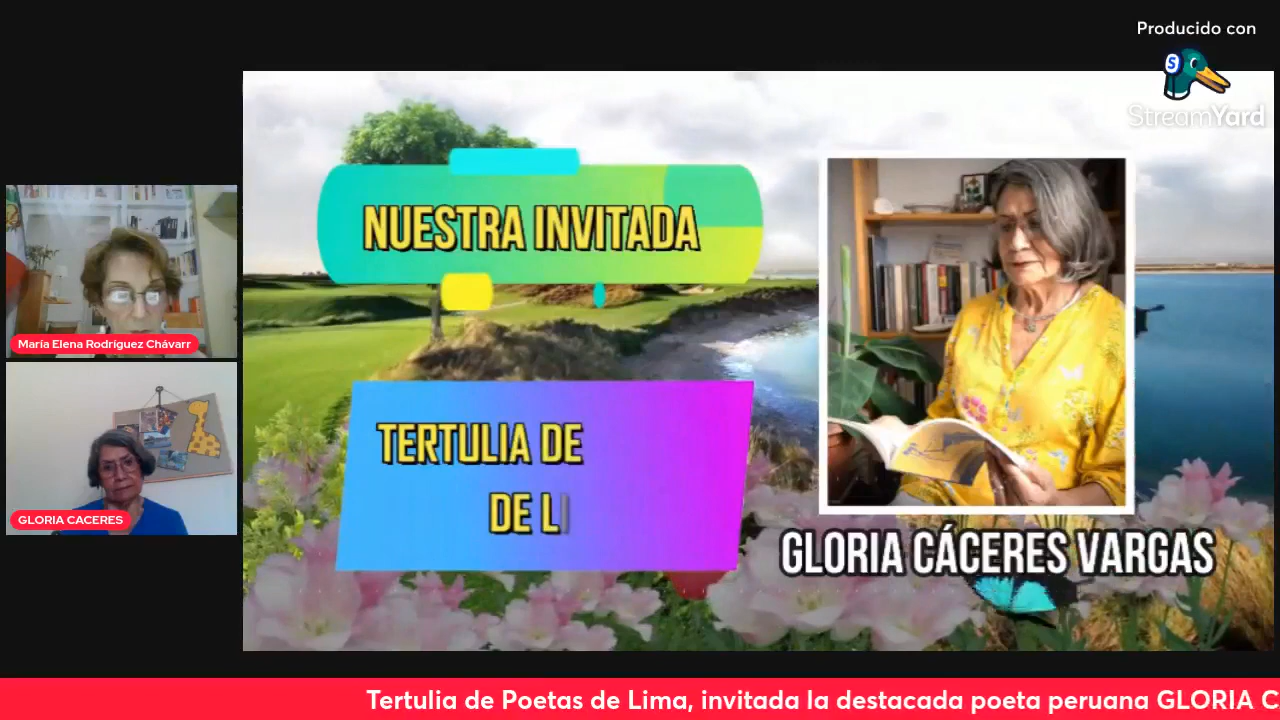 Producido con
StreamYard
NUESTRA INVITADA
María Elena Rodríguez Chávarr
TERTULIA DE
DE L
GLORIA CACERES
GLORIA CÁCERES VARGAS
Tertulia de Poetas de Lima, invitada la destacada poeta peruana GLORIA C